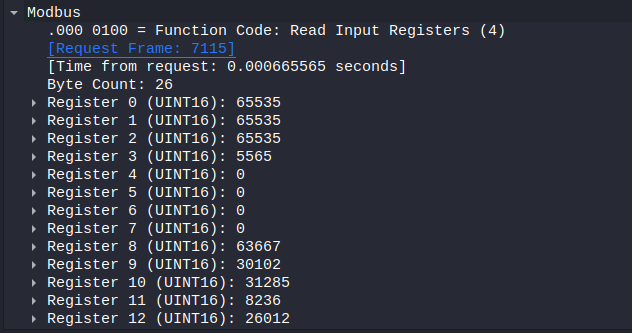 Modbus
.000 0100 = Function Code: Read Input Registers (4)
[Request Frame: 7115]
[Time from request: 0.000665565 seconds]
Byte Count: 26
Register 0 (UINT16): 65535
Register 1 (UINT16): 65535
Register 2 (UINT16): 65535
Register 3 (UINT16): 5565
Register 4 (UINT16): 0
Register 5 (UINT16): 0
Register 6 (UINT16): 0
Register 7 (UINT16): 0
Register 8 (UINT16): 63667
Register 9 (UINT16): 30102
Register 10 (UINT16): 31285
Register 11 (UINT16): 8236
Register 12 (UINT16): 26012